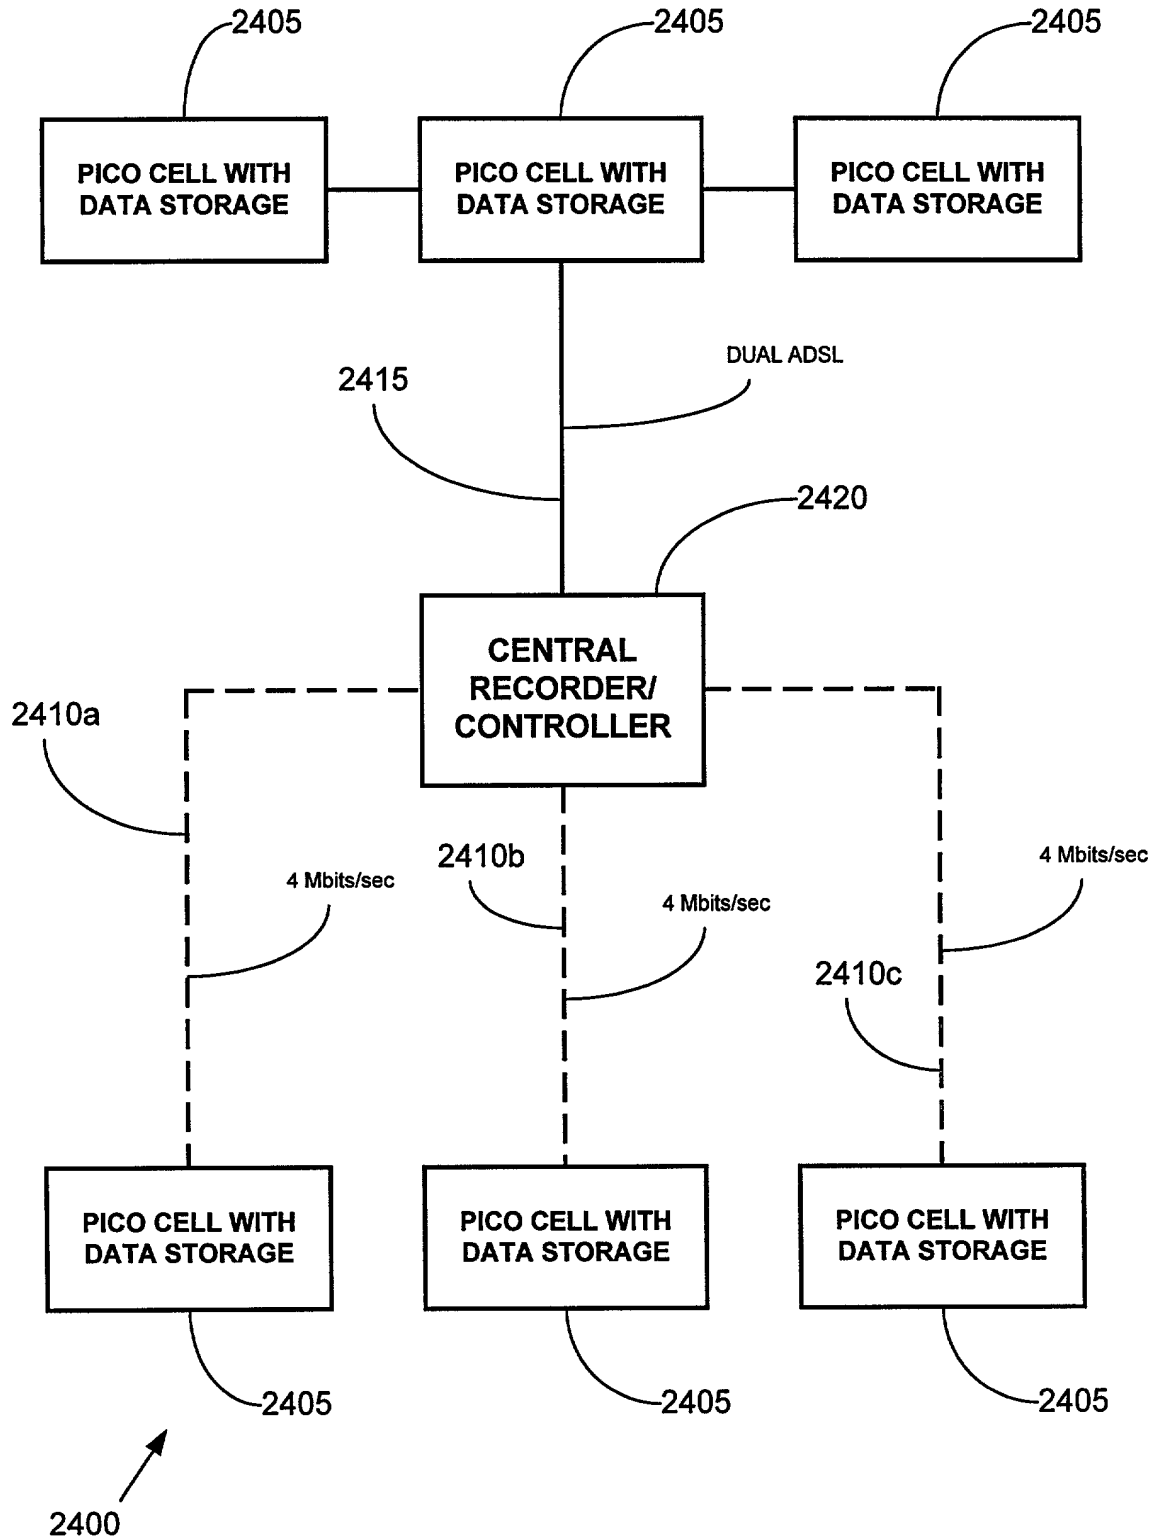 2405
2405
2405
PICO CELL WITH
DATA STORAGE
PICO CELL WITH
DATA STORAGE
PICO CELL WITH
DATA STORAGE
DUAL ADSL
2415
2420
CENTRAL
RECORDER/
CONTROLLER
2410a
2410b
4 Mbits/sec
4 Mbits/sec
4 Mbits/sec
2410c
PICO CELL WITH
DATA STORAGE
PICO CELL WITH
DATA STORAGE
PICO CELL WITH
DATA STORAGE
2405
2405
2405
2400